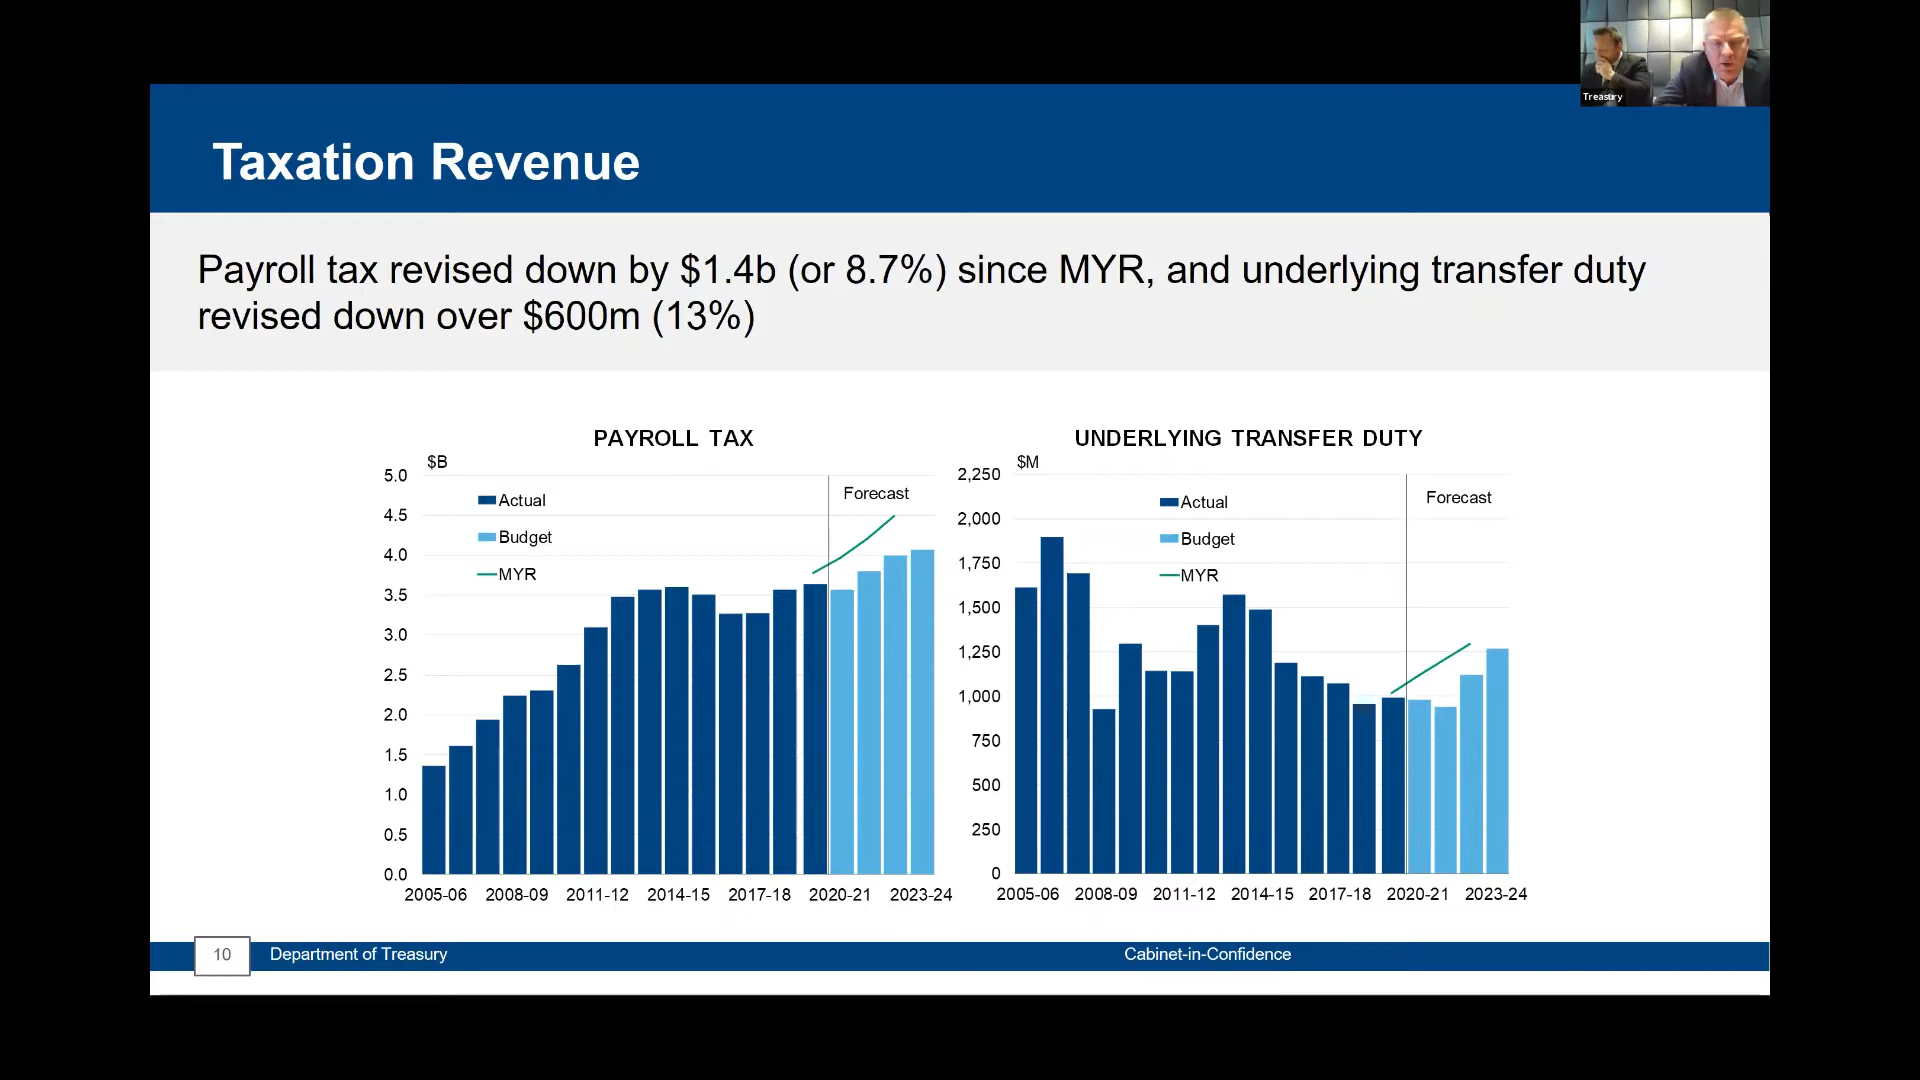 Treasury
Taxation Revenue
Payroll tax revised down by $1.4b (or 8.7%) since MYR, and underlying transfer duty
revised down over $600m (13%)
PAYROLL TAX
$B
5.0
4.5
4.0
3.5
3.0
2.5
2.0
1.5
1.0
0.5
0.0
Actual
Budget
MYR
Forecast
2005-06 2008-09 2011-12 2014-15 2017-18 2020-21 2023-24
UNDERLYING TRANSFER DUTY
$M
2,250
2,000
1,750
1,500
1,250
1,000
750
500
250
0
Actual
Budget
MYR
Forecast
2005-06 2008-09 2011-12 2014-15 2017-18 2020-21 2023-24
10 Department of Treasury Cabinet-in-Confidence